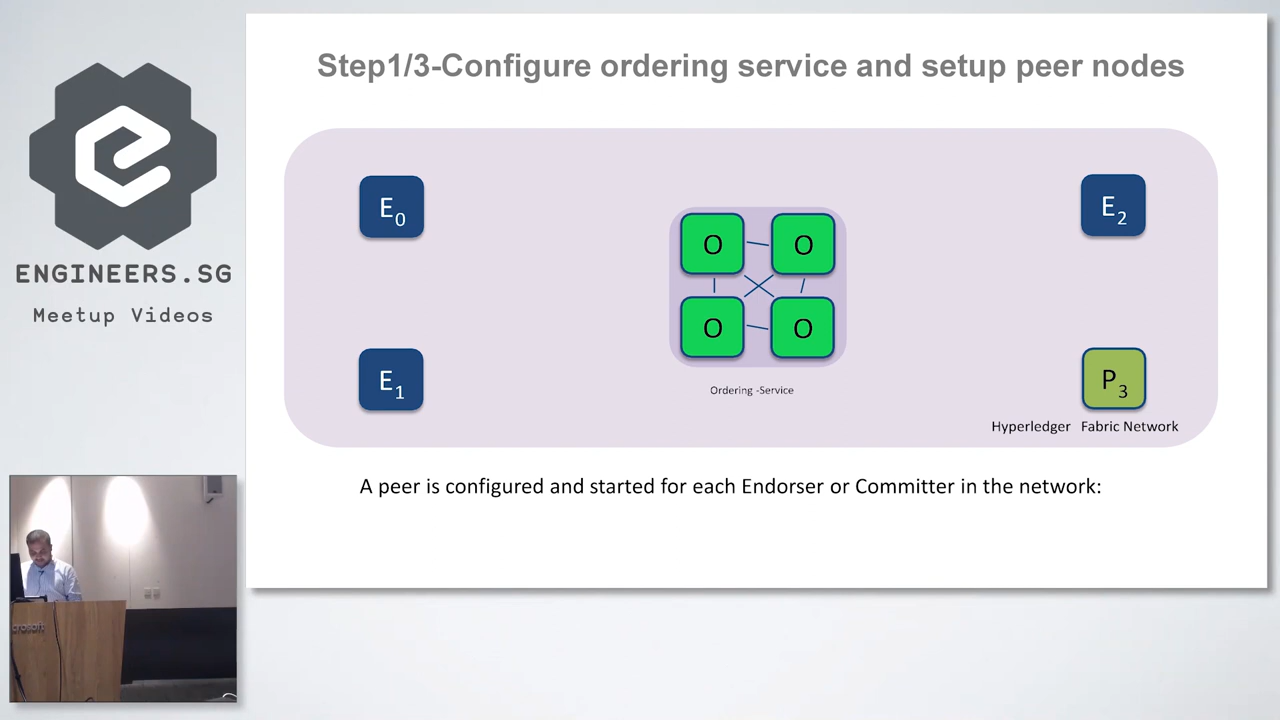 Step1/3-Configure ordering service and setup peer nodes
E0
E2
O
O
O
O
E1
P3
Ordering -Service
Hyperledger Fabric Network
A peer is configured and started for each Endorser or Committer in the network:
ENGINEERS.SG
Meetup Videos
crosoft